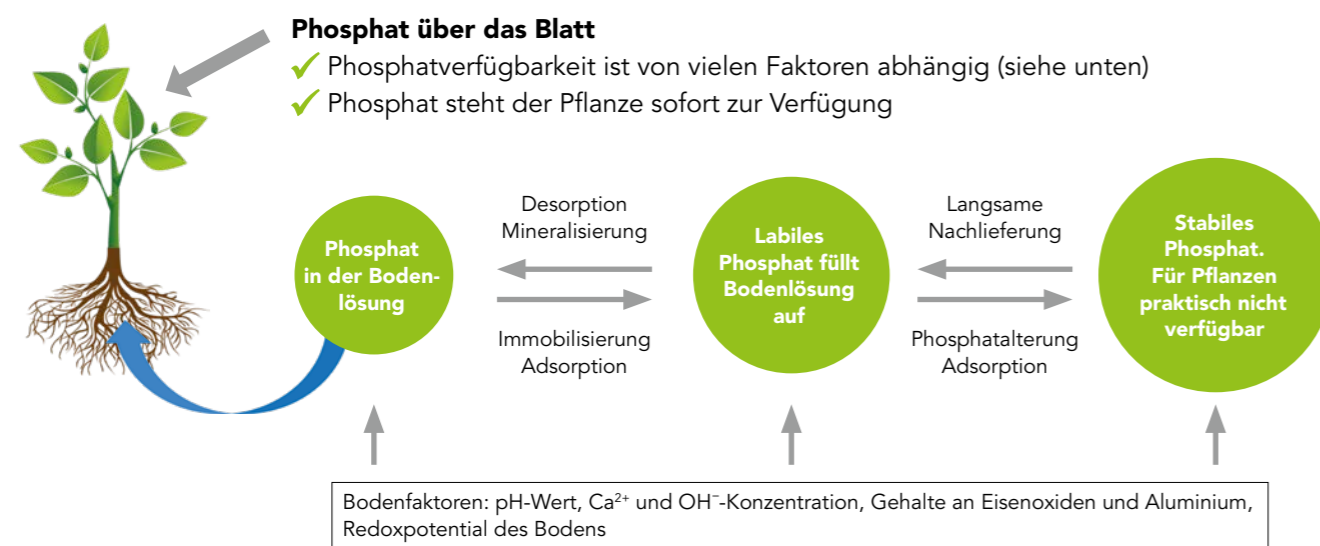 Phosphat über das Blatt
Phosphatverfügbarkeit ist von vielen Faktoren abhängig (siehe unten)
Phosphat steht der Pflanze sofort zur Verfügung
Phosphat
in der Boden-
lösung
Desorption
Mineralisierung
Immobilisierung
Adsorption
Labiles
Phosphat füllt
Bodenlösung
auf
Langsame
Nachlieferung
Phosphatalterung
Adsorption
Stabiles
Phosphat.
Für Pflanzen
praktisch nicht
verfügbar
Bodenfaktoren: pH-Wert, Ca²⁺ und OH⁻-Konzentration, Gehalte an Eisenoxiden und Aluminium,
Redoxpotential des Bodens